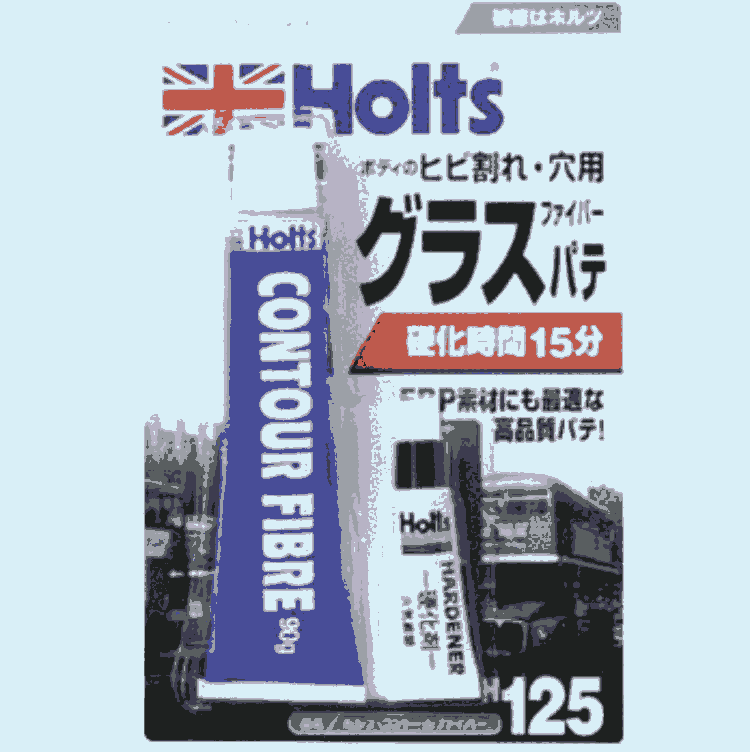 補修はホルツ
Holts
ボディのヒビ割れ・穴用
グラスファイバーパテ
硬化時間15分
FRP素材にも最適な
高品質パテ!
Holts
CONTOUR FIBRE
90g
Holts
HARDENER
硬化剤
125